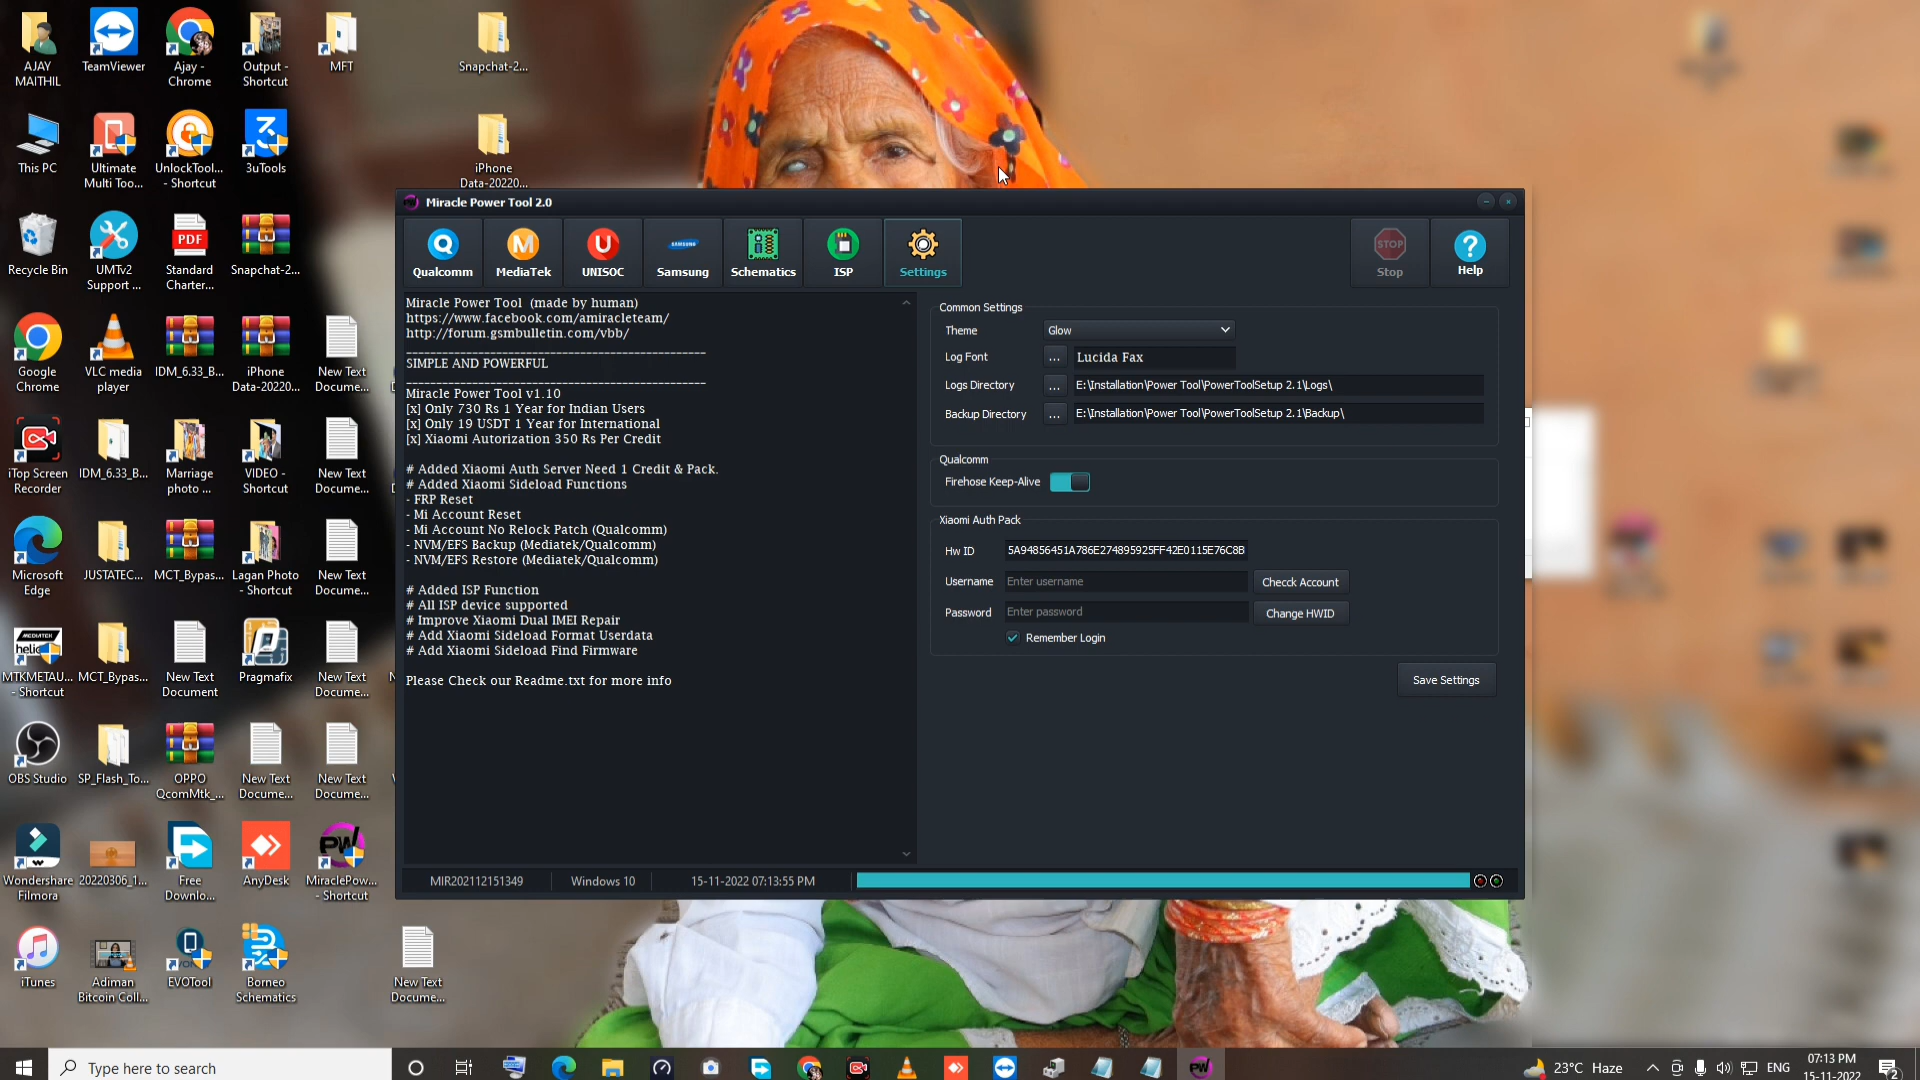 AJAY
MAITHIL
TeamViewer
Ajay -
Chrome
Output -
Shortcut
MFT
Snapchat-2...
This PC
Ultimate
Multi Too...
UnlockTool...
- Shortcut
3uTools
iPhone
Data-20220...
Recycle Bin
UMTv2
Support ...
PDF
Standard
Charter...
Snapchat-2...
Google
Chrome
VLC media
player
IDM_6.33_B...
iPhone
Data-20220...
New Text
Docume...
iTop Screen
Recorder
IDM_6.33_B...
Marriage
photo ...
VIDEO -
Shortcut
New Text
Docume...
Microsoft
Edge
JUSTATEC...
MCT_Bypas...
Lagan Photo
- Shortcut
New Text
Docume...
MTKMETAU...
- Shortcut
MCT_Bypas...
New Text
Document
Pragmafix
New Text
Docume...
OBS Studio
SP_Flash_To...
OPPO
QcomMtk_...
New Text
Docume...
New Text
Docume...
Wondershare
Filmora
20220306_1...
Free
Downlo...
AnyDesk
MiraclePow...
- Shortcut
iTunes
Adiman
Bitcoin Coll...
EVOTool
Borneo
Schematics
New Text
Docume...
Miracle Power Tool 2.0
Qualcomm
MediaTek
UNISOC
SAMSUNG
Samsung
Schematics
ISP
Settings
STOP
Stop
Help
Miracle Power Tool  (made by human)
https://www.facebook.com/amiracleteam/
http://forum.gsmbulletin.com/vbb/
SIMPLE AND POWERFUL
Miracle Power Tool v1.10
[x] Only 730 Rs 1 Year for Indian Users
[x] Only 19 USDT 1 Year for International
[x] Xiaomi Autorization 350 Rs Per Credit
# Added Xiaomi Auth Server Need 1 Credit & Pack.
# Added Xiaomi Sideload Functions
- FRP Reset
- Mi Account Reset
- Mi Account No Relock Patch (Qualcomm)
- NVM/EFS Backup (Mediatek/Qualcomm)
- NVM/EFS Restore (Mediatek/Qualcomm)
# Added ISP Function
# All ISP device supported
# Improve Xiaomi Dual IMEI Repair
# Add Xiaomi Sideload Format Userdata
# Add Xiaomi Sideload Find Firmware
Please Check our Readme.txt for more info
Common Settings
Theme
Glow
Log Font
...
Lucida Fax
Logs Directory
...
E:\Installation\Power Tool\PowerToolSetup 2.1\Logs\
Backup Directory
...
E:\Installation\Power Tool\PowerToolSetup 2.1\Backup\
Qualcomm
Firehose Keep-Alive
Xiaomi Auth Pack
Hw ID
5A94856451A786E274895925FF42E0115E76C8B
Username
Enter username
Checck Account
Password
Enter password
Change HWID
Remember Login
Save Settings
MIR202112151349
Windows 10
15-11-2022 07:13:55 PM
Type here to search
23°C Haze
ENG
07:13 PM
15-11-2022
2